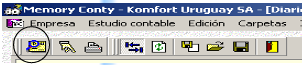 Memory Conty - Komfort Uruguay SA - [Diari
Empresa Estudio contable Edición Carpetas